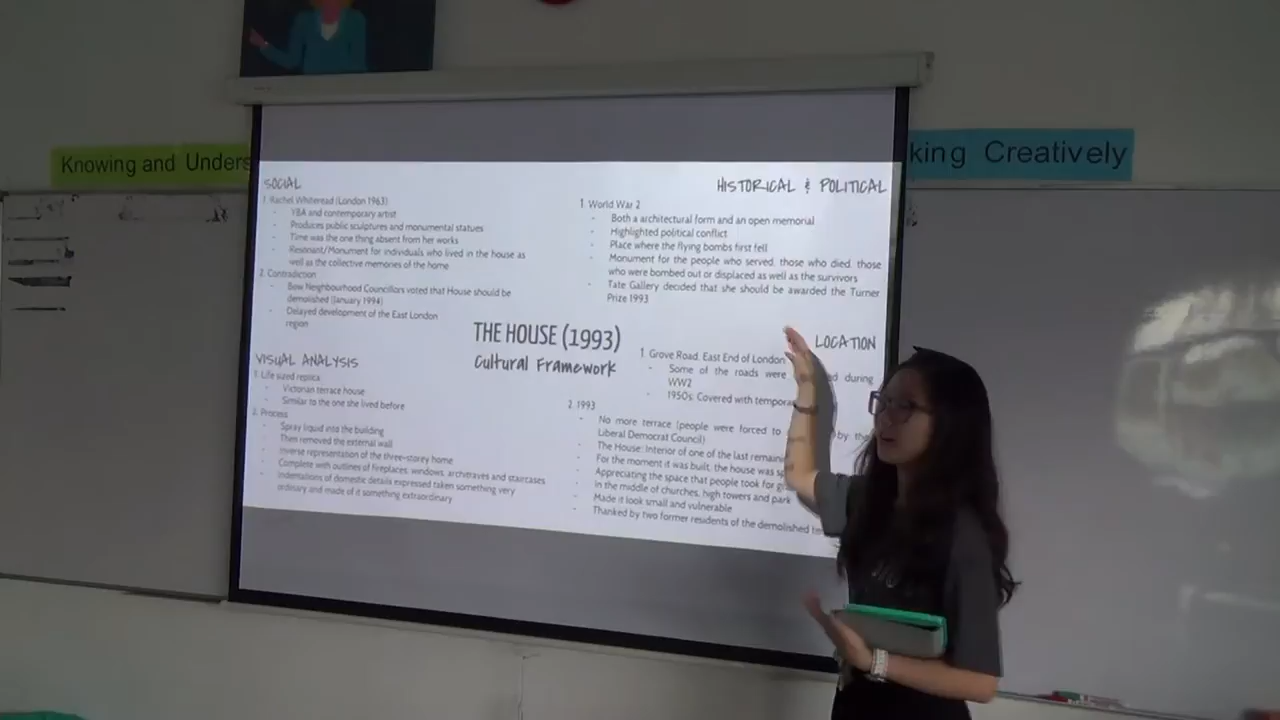 Knowing and Unders
king Creatively
SOCIAL
1. Rachel Whiteread (London 1963)
- YBA and contemporary artist
- Produces public sculptures and monumental statues
- Time was the one thing absent from her works
- Resonant/Monument for individuals who lived in the house as
well as the collective memories of the home
2. Contradiction
- Bow Neighbourhood Councillors voted that House should be
demolished (January 1994)
- Delayed development of the East London
region
VISUAL ANALYSIS
1. Life sized replica
- Victorian terrace house
- Similar to the one she lived before
2. Process
- Spray liquid into the building
- Then removed the external wall
- Inverse representation of the three-storey home
- Complete with outlines of fireplaces, windows, archtraves and staircases
- Indentations of domestic details expressed taken something very
ordinary and made of it something extraordinary
THE HOUSE (1993)
Cultural Framework
HISTORICAL & POLITICAL
1. World War 2
- Both a architectural form and an open memorial
- Highlighted political conflict
- Place where the flying bombs first fell
- Monument for the people who served, those who died, those
who were bombed out or displaced as well as the survivors
- Tate Gallery decided that she should be awarded the Turner
Prize 1993
LOCATION
1. Grove Road, East End of London
- Some of the roads were during
WW2
- 1950s: Covered with
2. 1993
- No more terrace (people were forced to by the
Liberal Democrat Council)
- The House: Interior of one of the last
- For the moment it was built, the house was
- Appreciating the space that people took for
- In the middle of churches, high towers and park
- Made it look small and vulnerable
- Thanked by two former residents of the demolished